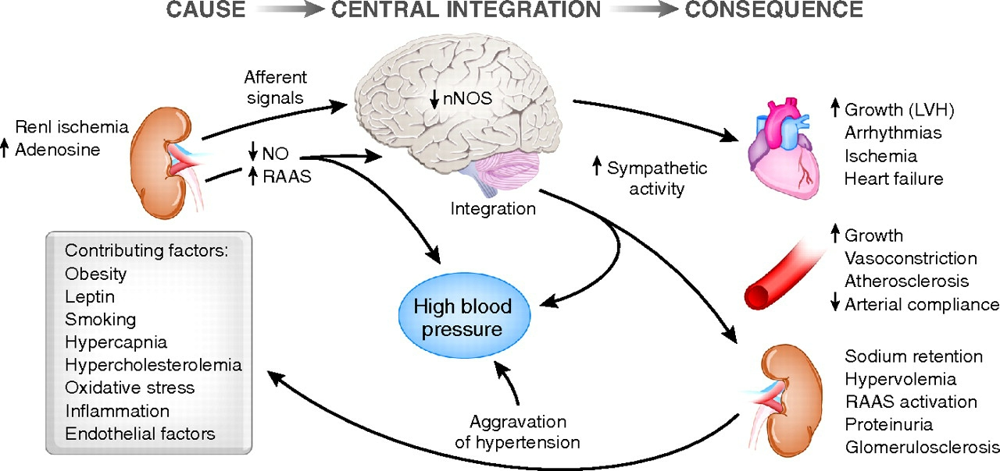 CAUSE → CENTRAL INTEGRATION → CONSEQUENCE
Afferent
signals
Renl ischemia
↑ Adenosine
↓ NO
↑ RAAS
↓ nNOS
Integration
↑ Sympathetic
activity
↑ Growth (LVH)
Arrhythmias
Ischemia
Heart failure
↑ Growth
Vasoconstriction
Atherosclerosis
↓ Arterial compliance
Sodium retention
Hypervolemia
RAAS activation
Proteinuria
Glomerulosclerosis
High blood
pressure
Aggravation
of hypertension
Contributing factors:
Obesity
Leptin
Smoking
Hypercapnia
Hypercholesterolemia
Oxidative stress
Inflammation
Endothelial factors